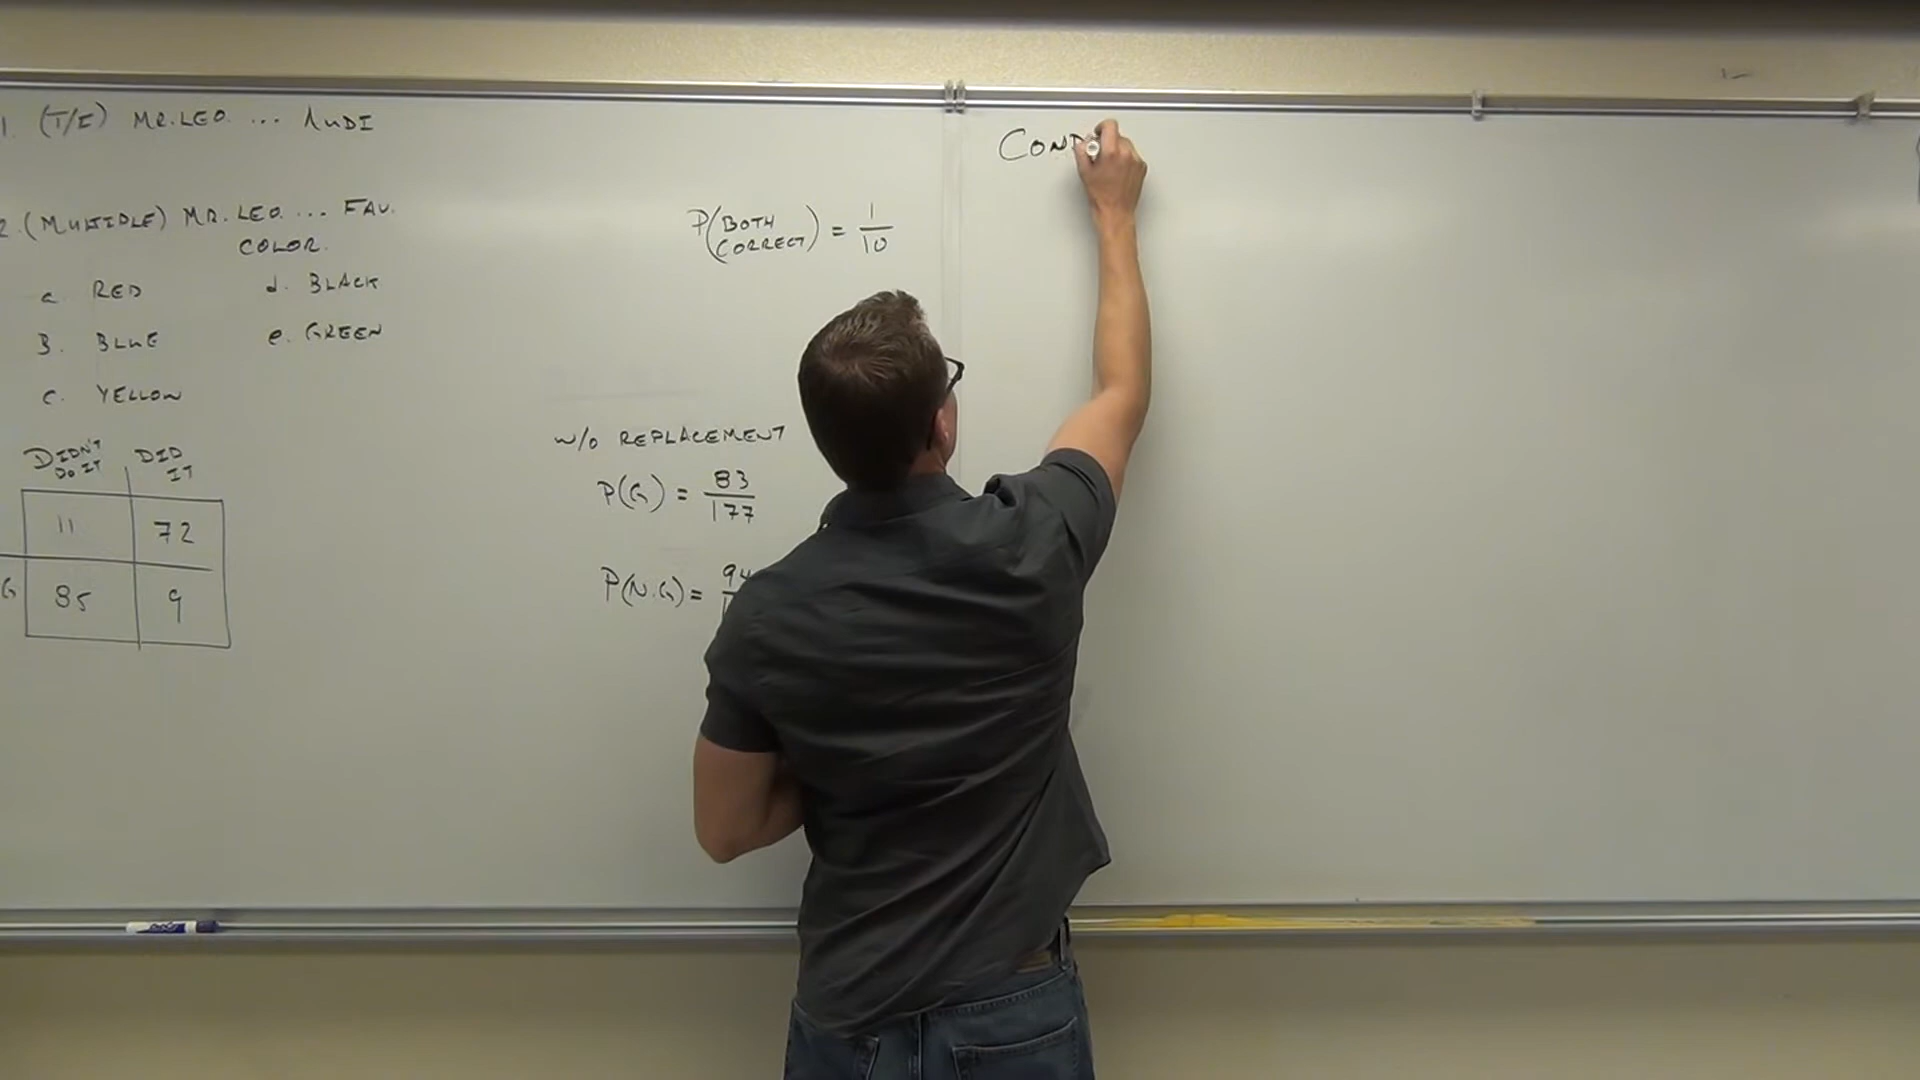 1. (T/F) MR. LEO. ... AUDI
2. (MULTIPLE) MR. LEO. ... FAV.
COLOR.
a. RED
d. BLACK
B. BLUE
e. GREEN
c. YELLOW
P(BOTH CORRECT) = 1/10
W/O REPLACEMENT
P(G) = 83/177
P(N.G) = 94
DIDN'T DO IT
DID IT
11 72
G 85 9
COND